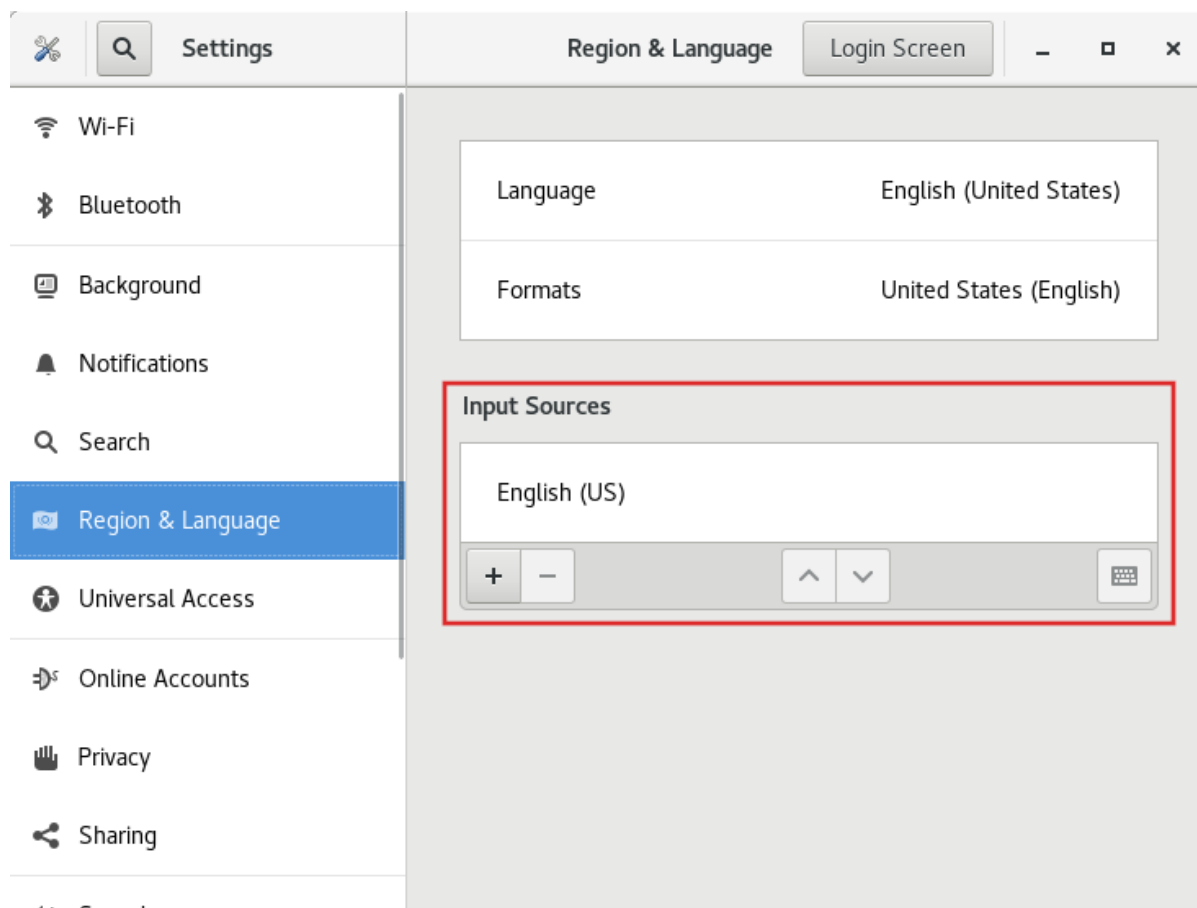 Settings
Region & Language
Login Screen
Wi-Fi
Bluetooth
Background
Notifications
Search
Region & Language
Universal Access
Online Accounts
Privacy
Sharing
Language
English (United States)
Formats
United States (English)
Input Sources
English (US)